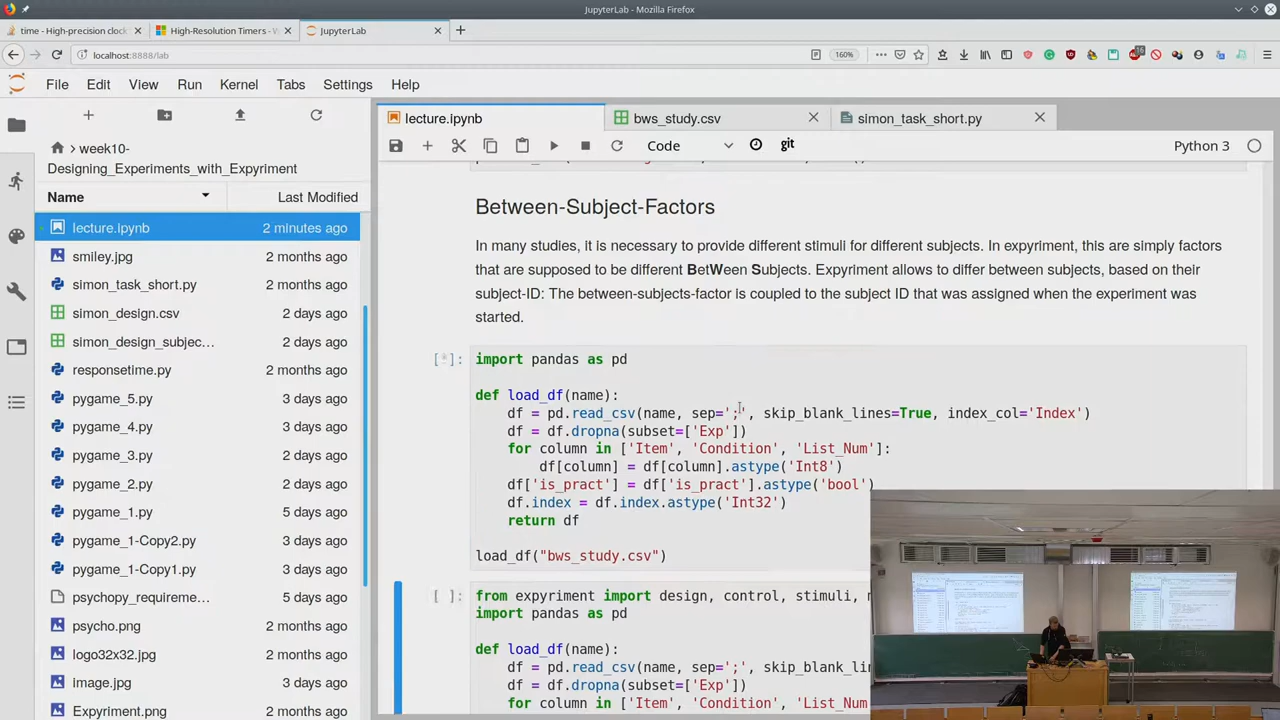 JupyterLab - Mozilla Firefox
time - High-precision clock
High-Resolution Timers - W
JupyterLab
localhost:8888/lab
160%
16
File Edit View Run Kernel Tabs Settings Help
lecture.ipynb
bws_study.csv
simon_task_short.py
week10-
Designing_Experiments_with_Expyriment
Code
git
Python 3
Name
Last Modified
lecture.ipynb 2 minutes ago
smiley.jpg 2 months ago
simon_task_short.py 2 months ago
simon_design.csv 2 days ago
simon_design_subjec... 2 days ago
responsetime.py 2 days ago
pygame_5.py 2 days ago
pygame_4.py 2 days ago
pygame_3.py 2 days ago
pygame_2.py 2 days ago
pygame_1.py 5 days ago
pygame_1-Copy2.py 3 days ago
pygame_1-Copy1.py 3 days ago
psychopy_requireme... 5 days ago
psycho.png 2 months ago
logo32x32.jpg 2 months ago
image.jpg 3 days ago
Expyriment.png 2 months ago
Between-Subject-Factors
In many studies, it is necessary to provide different stimuli for different subjects. In expyriment, this are simply factors
that are supposed to be different BetWeen Subjects. Expyriment allows to differ between subjects, based on their
subject-ID: The between-subjects-factor is coupled to the subject ID that was assigned when the experiment was
started.
import pandas as pd
def load_df(name):
df = pd.read_csv(name, sep=';', skip_blank_lines=True, index_col='Index')
df = df.dropna(subset=['Exp'])
for column in ['Item', 'Condition', 'List_Num']:
df[column] = df[column].astype('Int8')
df['is_pract'] = df['is_pract'].astype('bool')
df.index = df.index.astype('Int32')
return df
load_df("bws_study.csv")
[ ]: from expyriment import design, control, stimuli,
import pandas as pd
def load_df(name):
df = pd.read_csv(name, sep=';', skip_blank_lin
df = df.dropna(subset=['Exp'])
for column in ['Item', 'Condition', 'List_Num